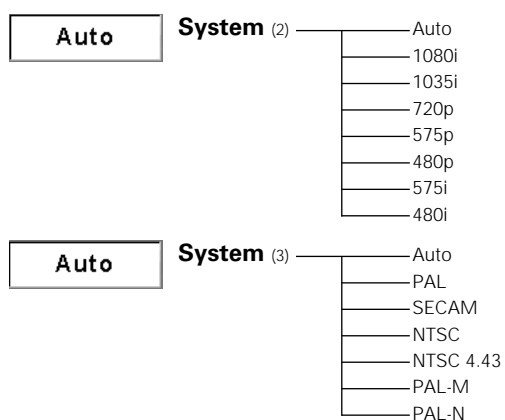 Auto
System (2)
Auto
1080i
1035i
720p
575p
480p
575i
480i
Auto
System (3)
Auto
PAL
SECAM
NTSC
NTSC 4.43
PAL-M
PAL-N